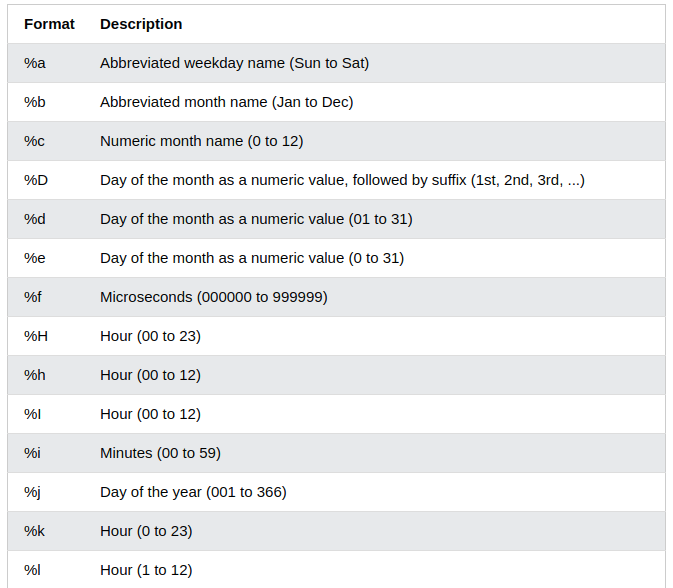 Format Description
%a Abbreviated weekday name (Sun to Sat)
%b Abbreviated month name (Jan to Dec)
%c Numeric month name (0 to 12)
%D Day of the month as a numeric value, followed by suffix (1st, 2nd, 3rd, ...)
%d Day of the month as a numeric value (01 to 31)
%e Day of the month as a numeric value (0 to 31)
%f Microseconds (000000 to 999999)
%H Hour (00 to 23)
%h Hour (00 to 12)
%I Hour (00 to 12)
%i Minutes (00 to 59)
%j Day of the year (001 to 366)
%k Hour (0 to 23)
%l Hour (1 to 12)